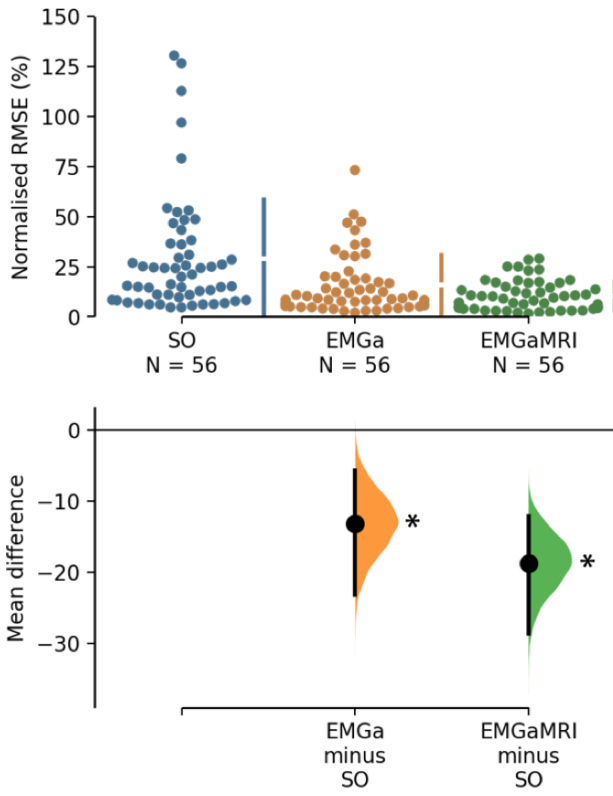 150
125
100
75
50
25
0
Normalised RMSE (%)
SO
N = 56
EMGa
N = 56
EMGaMRI
N = 56
0
−10
−20
−30
Mean difference
*
*
EMGa
minus
SO
EMGaMRI
minus
SO